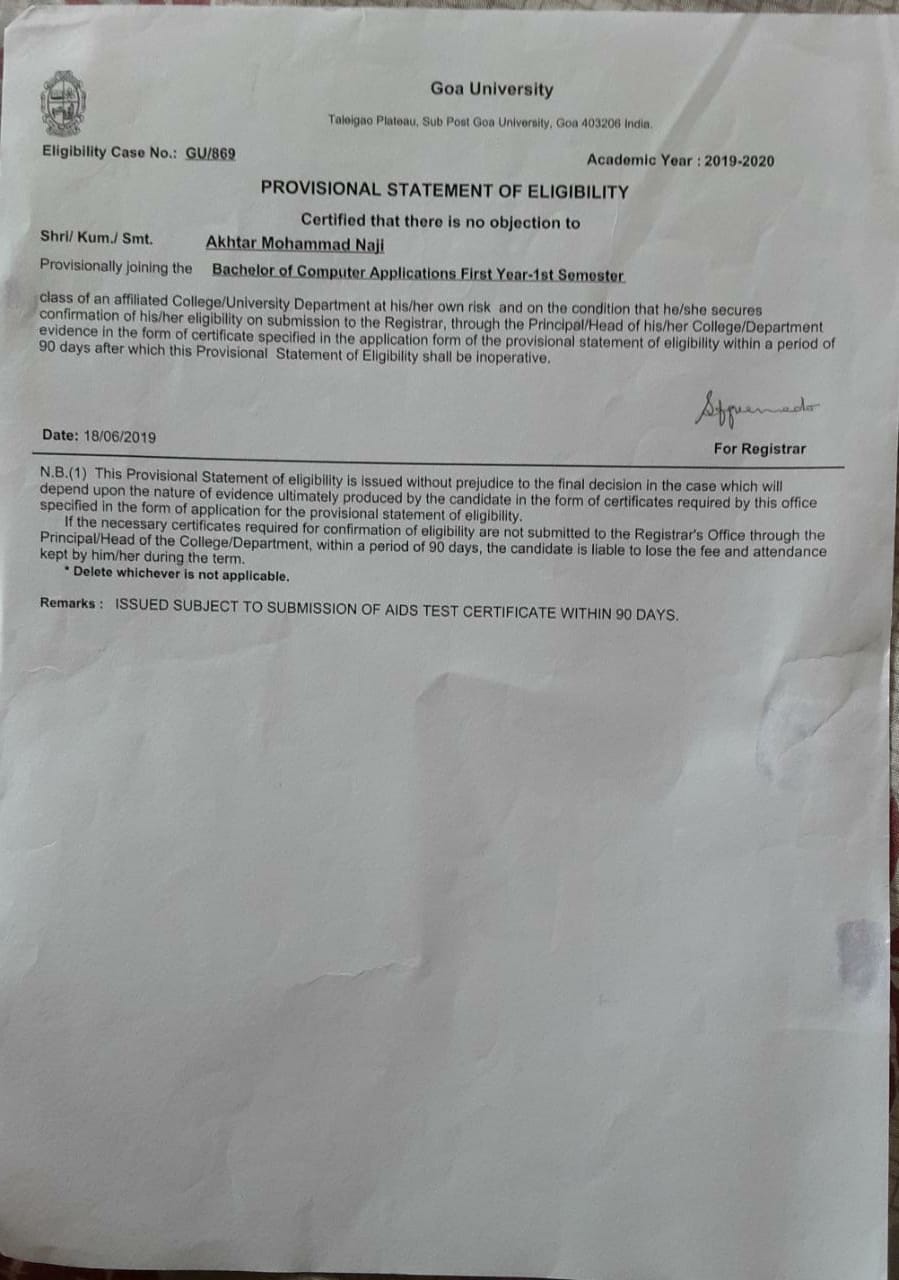 Goa University
Taleigao Plateau, Sub Post Goa University, Goa 403206 India.
Eligibility Case No.: GU/869
Academic Year : 2019-2020
PROVISIONAL STATEMENT OF ELIGIBILITY
Certified that there is no objection to
Shri/ Kum./ Smt. Akhtar Mohammad Naji
Provisionally joining the Bachelor of Computer Applications First Year-1st Semester
class of an affiliated College/University Department at his/her own risk and on the condition that he/she secures
confirmation of his/her eligibility on submission to the Registrar, through the Principal/Head of his/her College/Department
evidence in the form of certificate specified in the application form of the provisional statement of eligibility within a period of
90 days after which this Provisional Statement of Eligibility shall be inoperative.
Date: 18/06/2019
For Registrar
N.B.(1) This Provisional Statement of eligibility is issued without prejudice to the final decision in the case which will
depend upon the nature of evidence ultimately produced by the candidate in the form of certificates required by this office
specified in the form of application for the provisional statement of eligibility.
If the necessary certificates required for confirmation of eligibility are not submitted to the Registrar's Office through the
Principal/Head of the College/Department, within a period of 90 days, the candidate is liable to lose the fee and attendance
kept by him/her during the term.
* Delete whichever is not applicable.
Remarks : ISSUED SUBJECT TO SUBMISSION OF AIDS TEST CERTIFICATE WITHIN 90 DAYS.